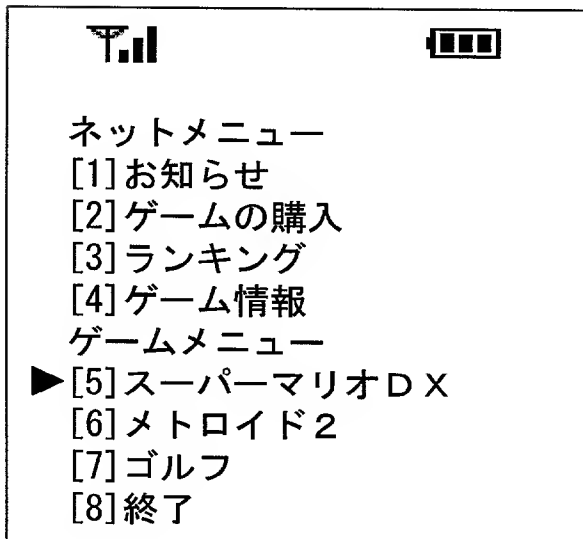 ネットメニュー
[1]お知らせ
[2]ゲームの購入
[3]ランキング
[4]ゲーム情報
ゲームメニュー
▶[5]スーパーマリオＤＸ
[6]メトロイド２
[7]ゴルフ
[8]終了